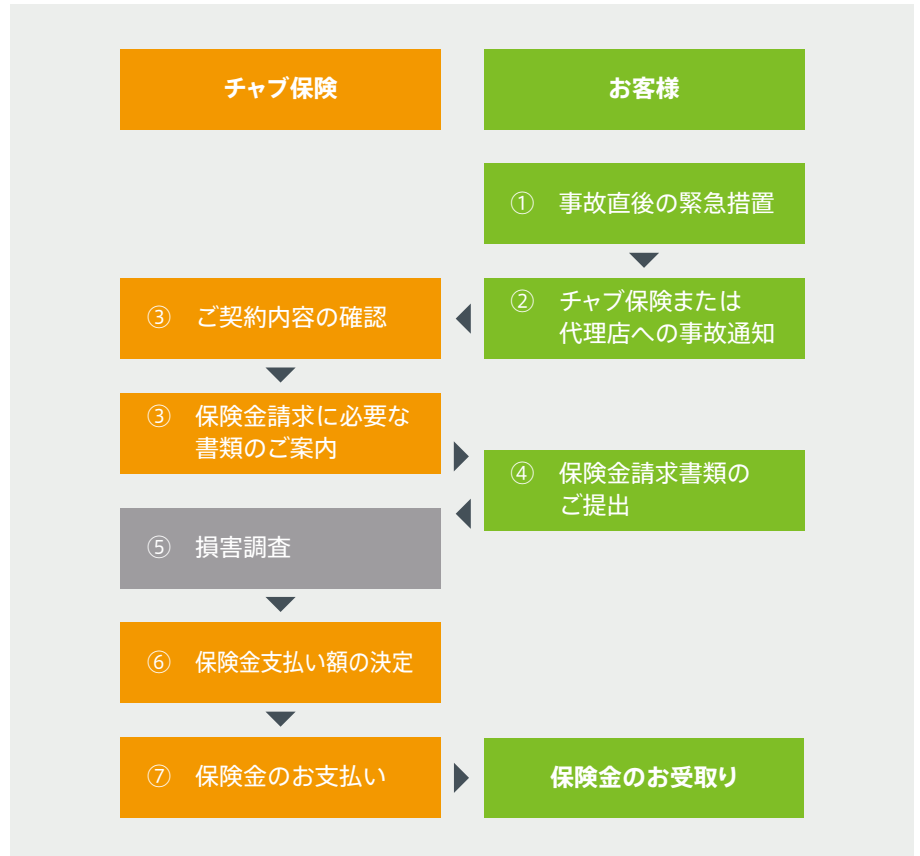 チャブ保険
お客様
① 事故直後の緊急措置
② チャブ保険または
代理店への事故通知
③ ご契約内容の確認
③ 保険金請求に必要な
書類のご案内
④ 保険金請求書類の
ご提出
⑤ 損害調査
⑥ 保険金支払い額の決定
⑦ 保険金のお支払い
保険金のお受取り